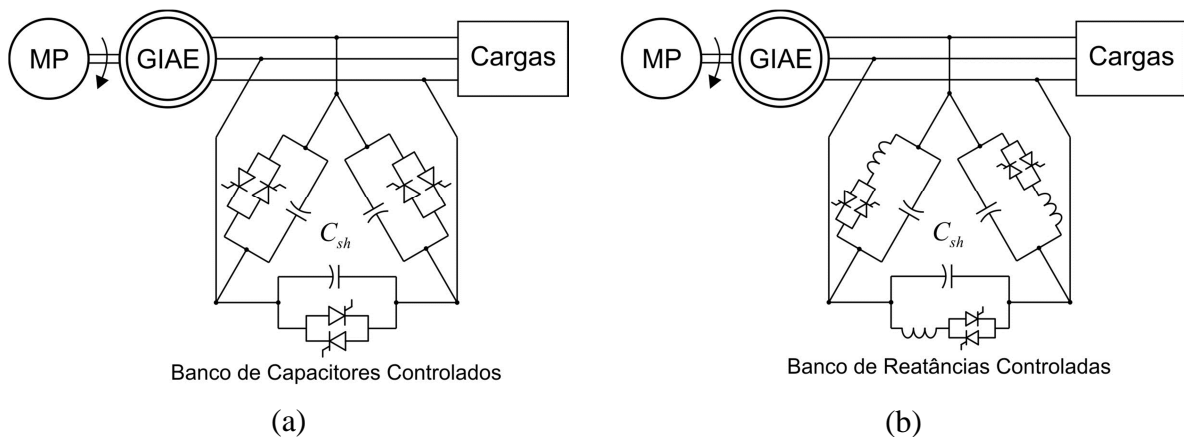 MP
GIAE
Cargas
C_sh
Banco de Capacitores Controlados
(a)
MP
GIAE
Cargas
C_sh
Banco de Reatâncias Controladas
(b)